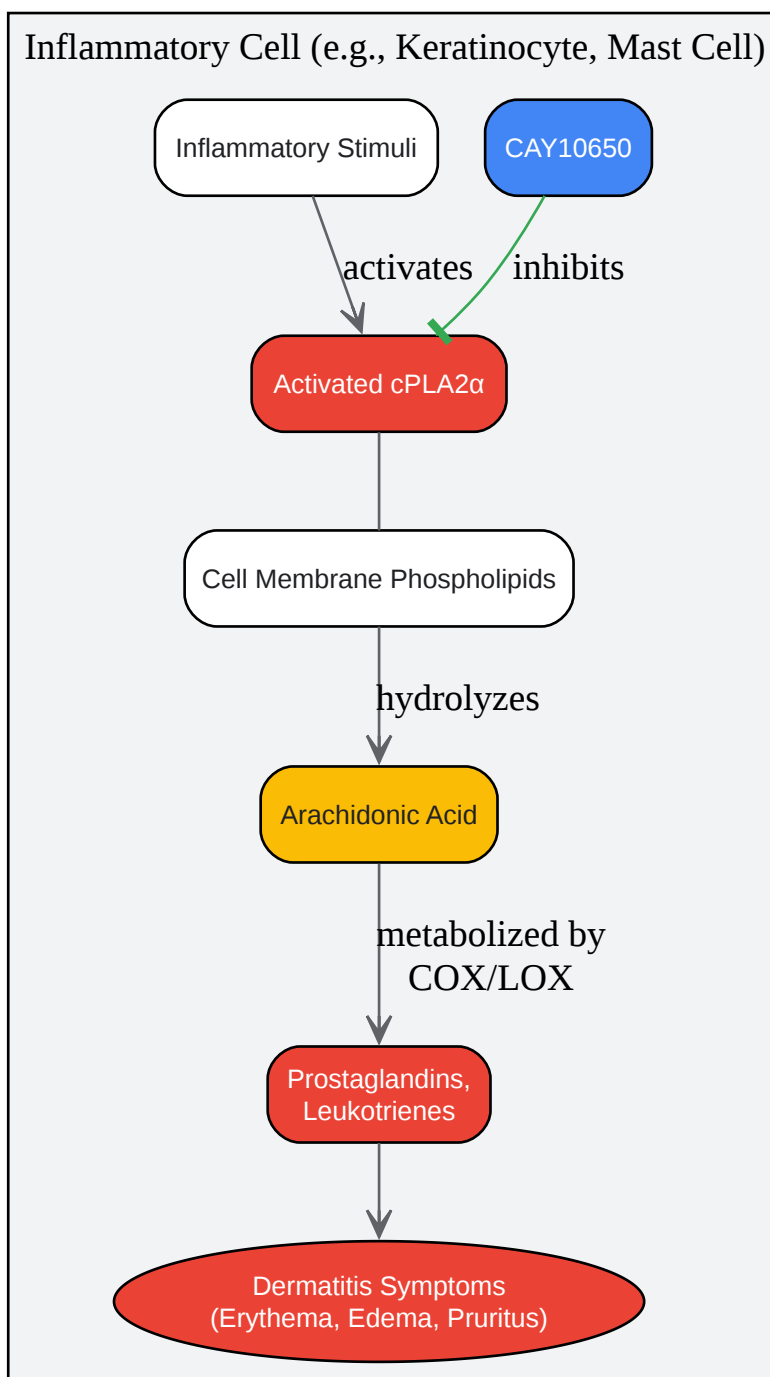 Inflammatory Cell (e.g., Keratinocyte, Mast Cell)
Inflammatory Stimuli
CAY10650
activates
inhibits
Activated cPLA2α
Cell Membrane Phospholipids
hydrolyzes
Arachidonic Acid
metabolized by
COX/LOX
Prostaglandins,
Leukotrienes
Dermatitis Symptoms
(Erythema, Edema, Pruritus)